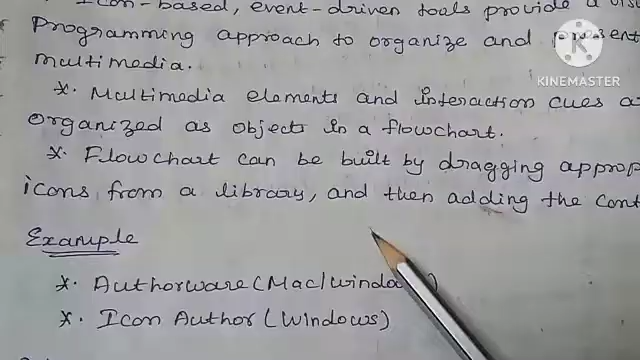 Icon-based, event-driven tools provide a
Programming approach to organize and present
multimedia.
*. Multimedia elements and interaction cues
organized as objects in a flowchart.
*. Flowchart can be built by dragging
icons from a library, and then adding the
Example
*. Authorware (Mac/
*. Icon Author (Windows)
KINEMASTER